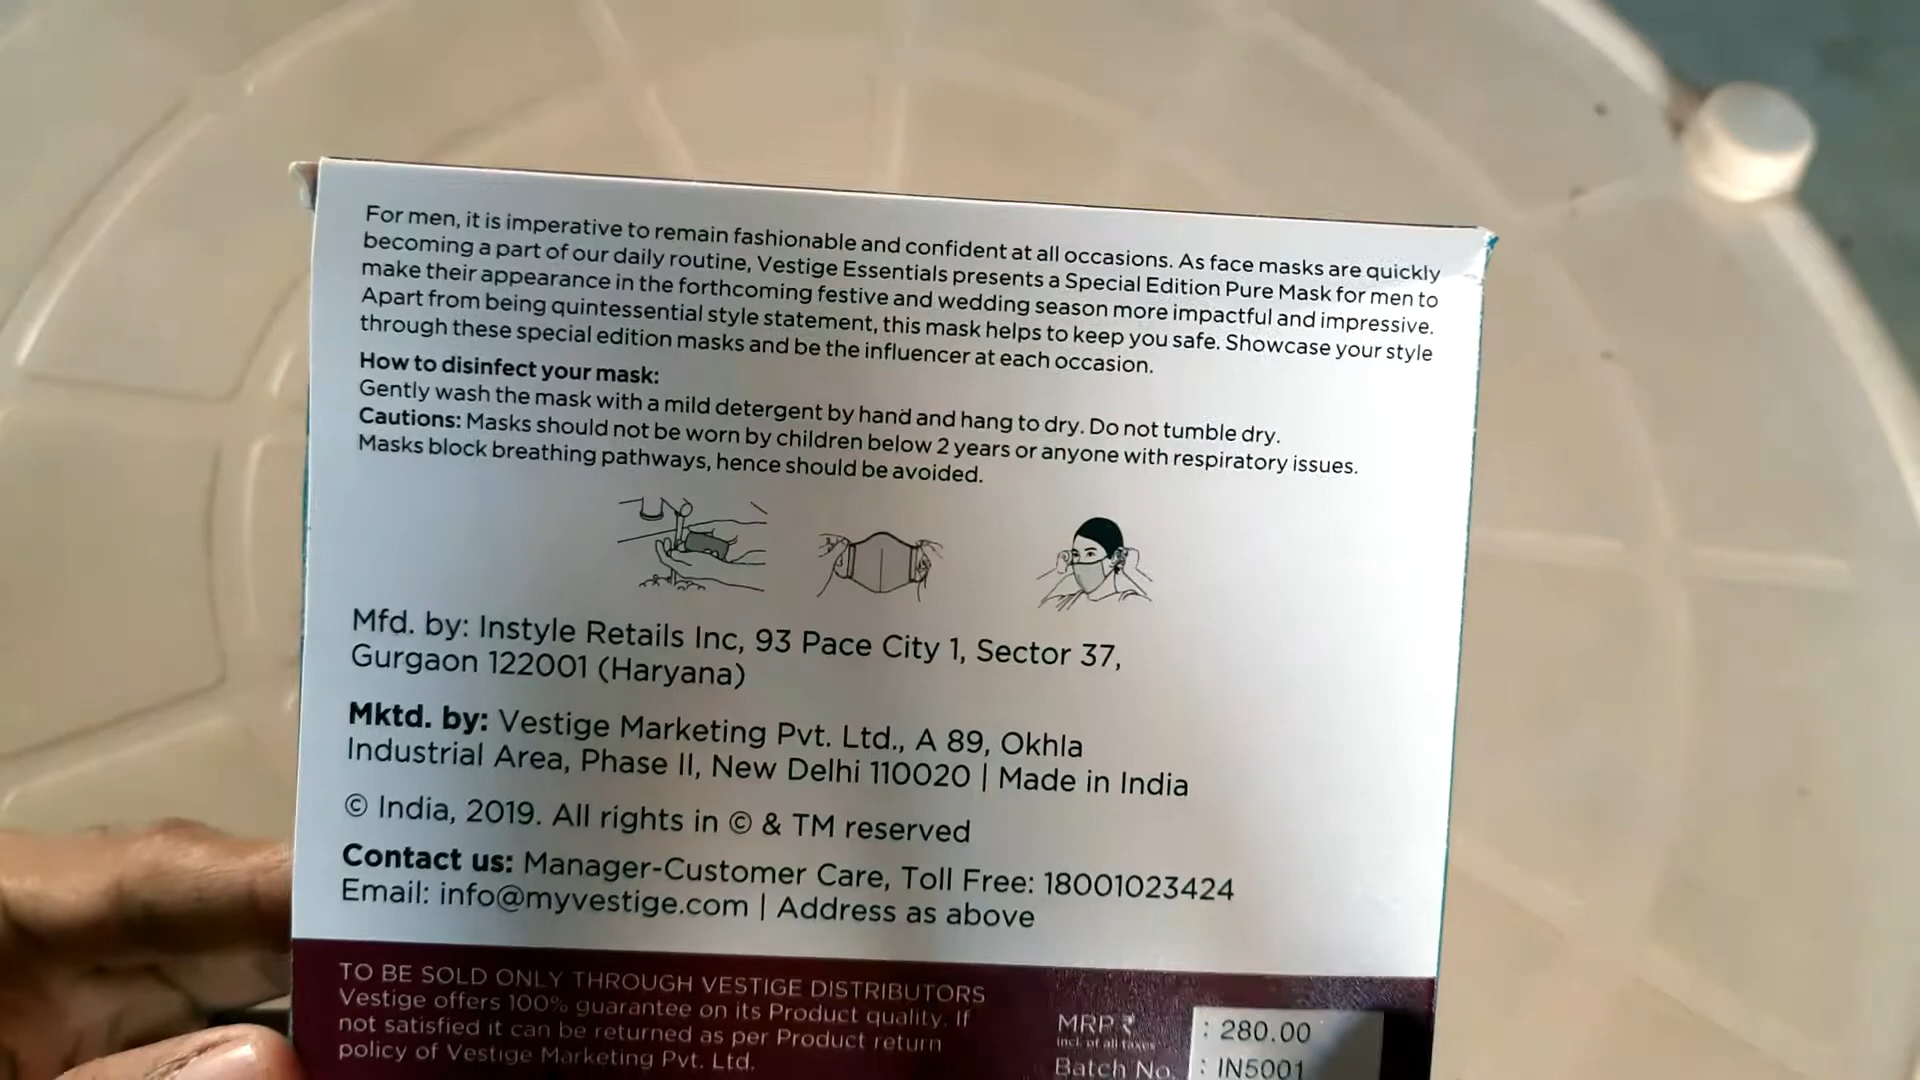 For men, it is imperative to remain fashionable and confident at all occasions. As face masks are quickly
becoming a part of our daily routine, Vestige Essentials presents a Special Edition Pure Mask for men to
make their appearance in the forthcoming festive and wedding season more impactful and impressive.
Apart from being quintessential style statement, this mask helps to keep you safe. Showcase your style
through these special edition masks and be the influencer at each occasion.
How to disinfect your mask:
Gently wash the mask with a mild detergent by hand and hang to dry. Do not tumble dry.
Cautions: Masks should not be worn by children below 2 years or anyone with respiratory issues.
Masks block breathing pathways, hence should be avoided.
Mfd. by: Instyle Retails Inc, 93 Pace City 1, Sector 37,
Gurgaon 122001 (Haryana)
Mktd. by: Vestige Marketing Pvt. Ltd., A 89, Okhla
Industrial Area, Phase II, New Delhi 110020 | Made in India
© India, 2019. All rights in © & TM reserved
Contact us: Manager-Customer Care, Toll Free: 18001023424
Email: info@myvestige.com | Address as above
TO BE SOLD ONLY THROUGH VESTIGE DISTRIBUTORS
Vestige offers 100% guarantee on its Product quality. If
not satisfied it can be returned as per Product return
policy of Vestige Marketing Pvt. Ltd.
MRP ₹ : 280.00
incl. of all taxes
Batch No. : IN5001